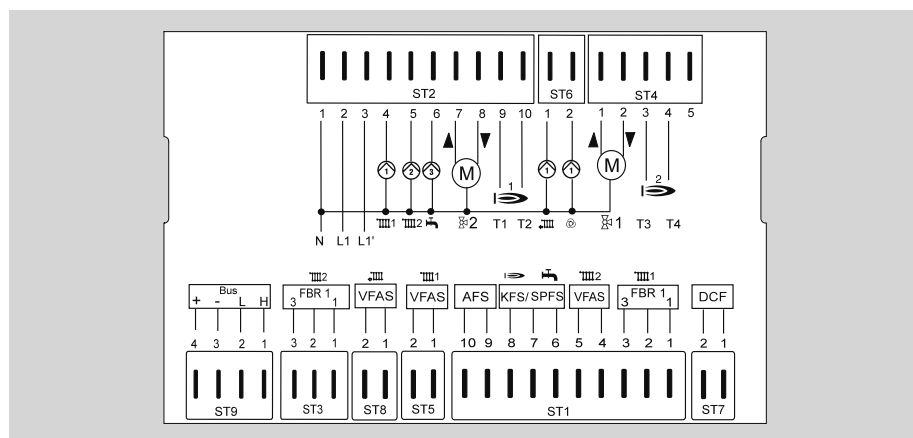 ST2 ST6 ST4
1 2 3 4 5 6 7 8 9 10 1 2 1 2 3 4 5
1 2 3 M 1 1 1 M 2
1 2 2 T1 T2 1 T3 T4
N L1 L1'
2 1 2 1
Bus FBR 1 VFAS VFAS AFS KFS/SPFS VFAS FBR 1 DCF
+ - L H 3 1 3 1
4 3 2 1 3 2 1 2 1 2 1 10 9 8 7 6 5 4 3 2 1 2 1
ST9 ST3 ST8 ST5 ST1 ST7